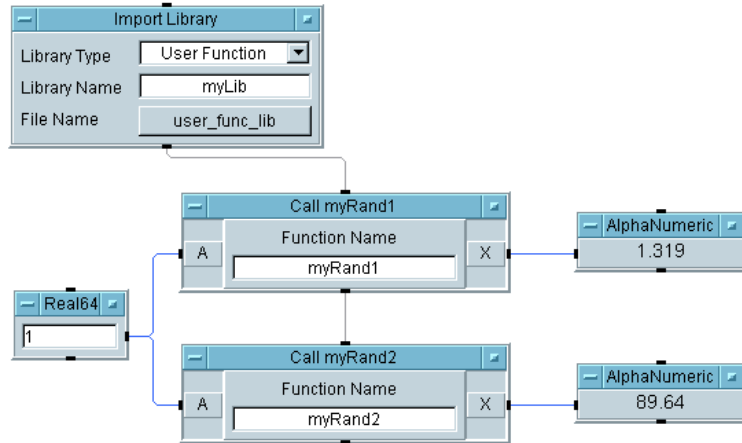 Import Library
Library Type User Function
Library Name myLib
File Name user_func_lib
Call myRand1
Function Name
A myRand1 X
AlphaNumeric
1.319
Real64
1
Call myRand2
Function Name
A myRand2 X
AlphaNumeric
89.64